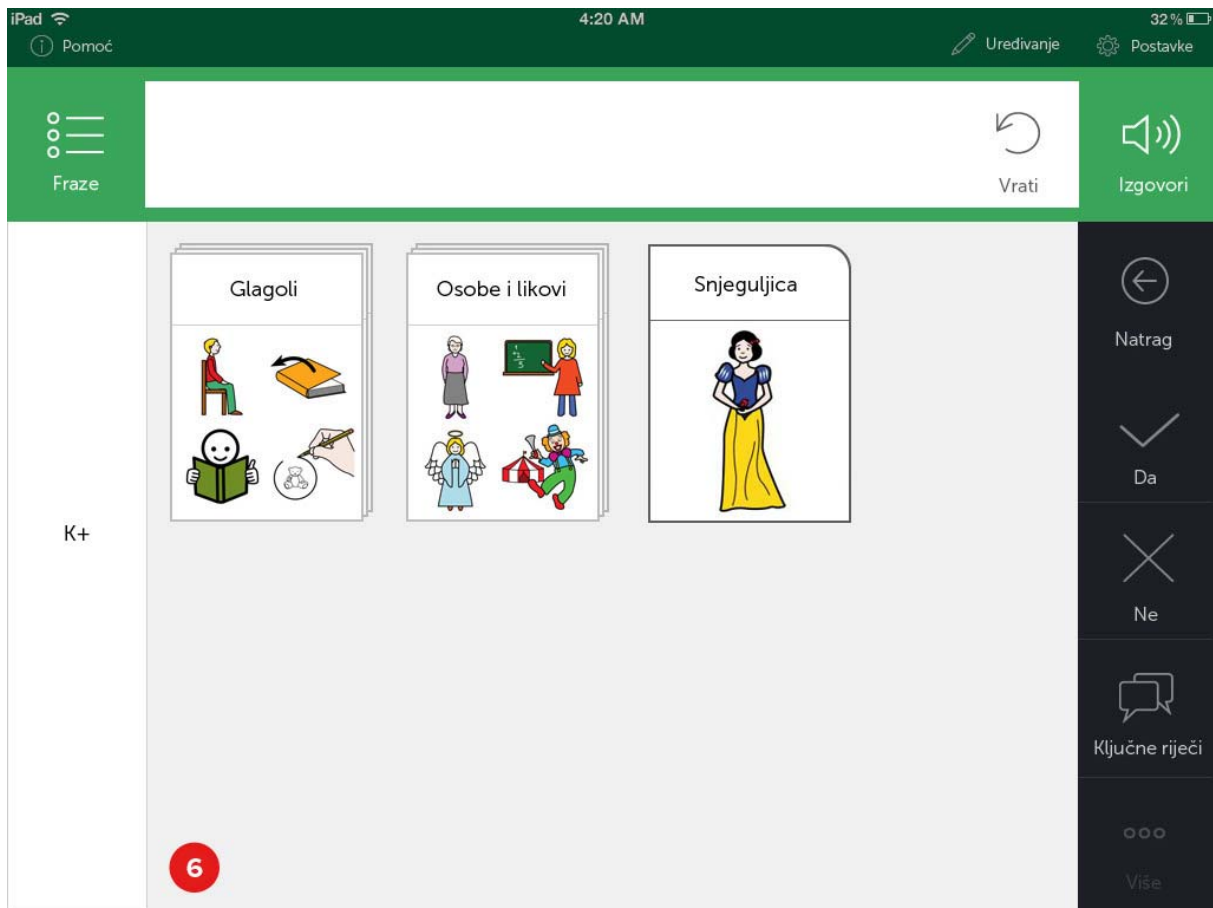 iPad 4:20 AM 32%
Pomoć Uređivanje Postavke
Fraze Vrati Izgovori
Glagoli Osobe i likovi Snjeguljica
Natrag
Da
K+
Ne
Ključne riječi
6
Više